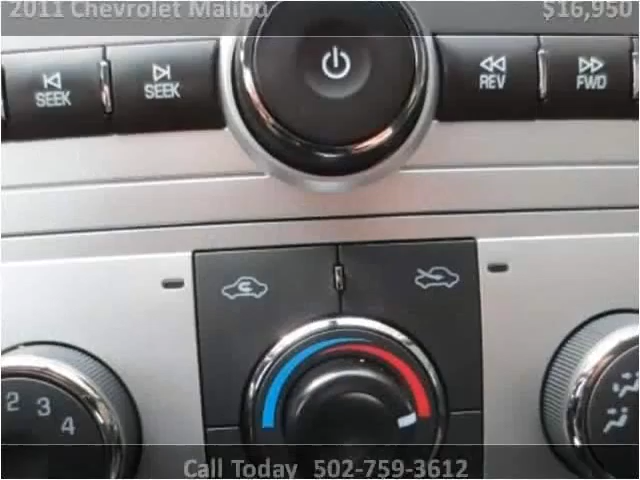 2011 Chevrolet Malibu $16,950
SEEK SEEK REV FWD
2 3 4
Call Today 502-759-3612